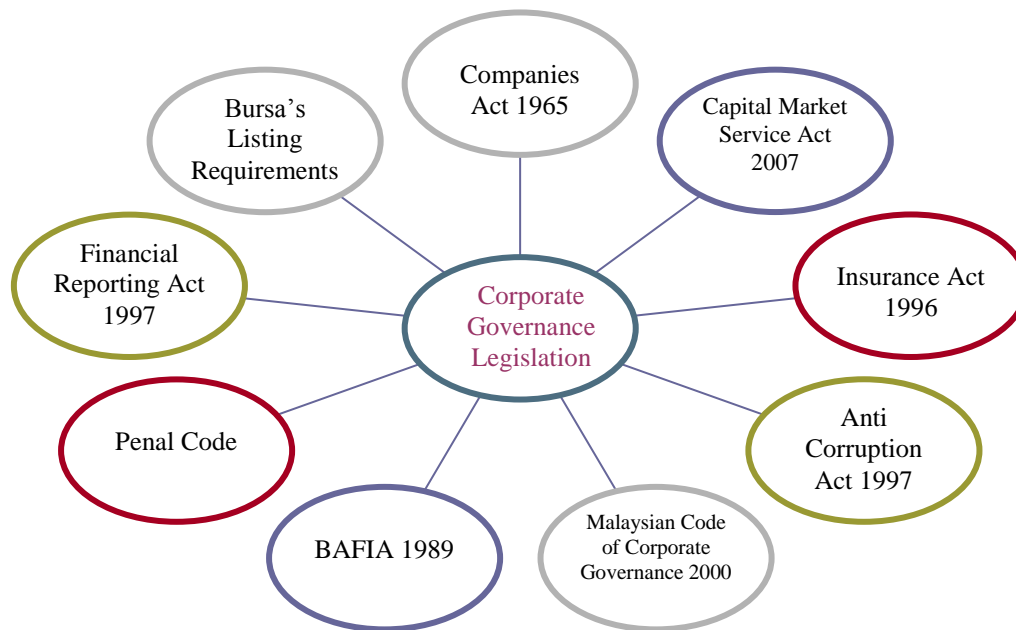 Companies
Act 1965
Capital Market
Service Act
2007
Insurance Act
1996
Anti
Corruption
Act 1997
Malaysian Code
of Corporate
Governance 2000
BAFIA 1989
Penal Code
Financial
Reporting Act
1997
Bursa’s
Listing
Requirements
Corporate
Governance
Legislation